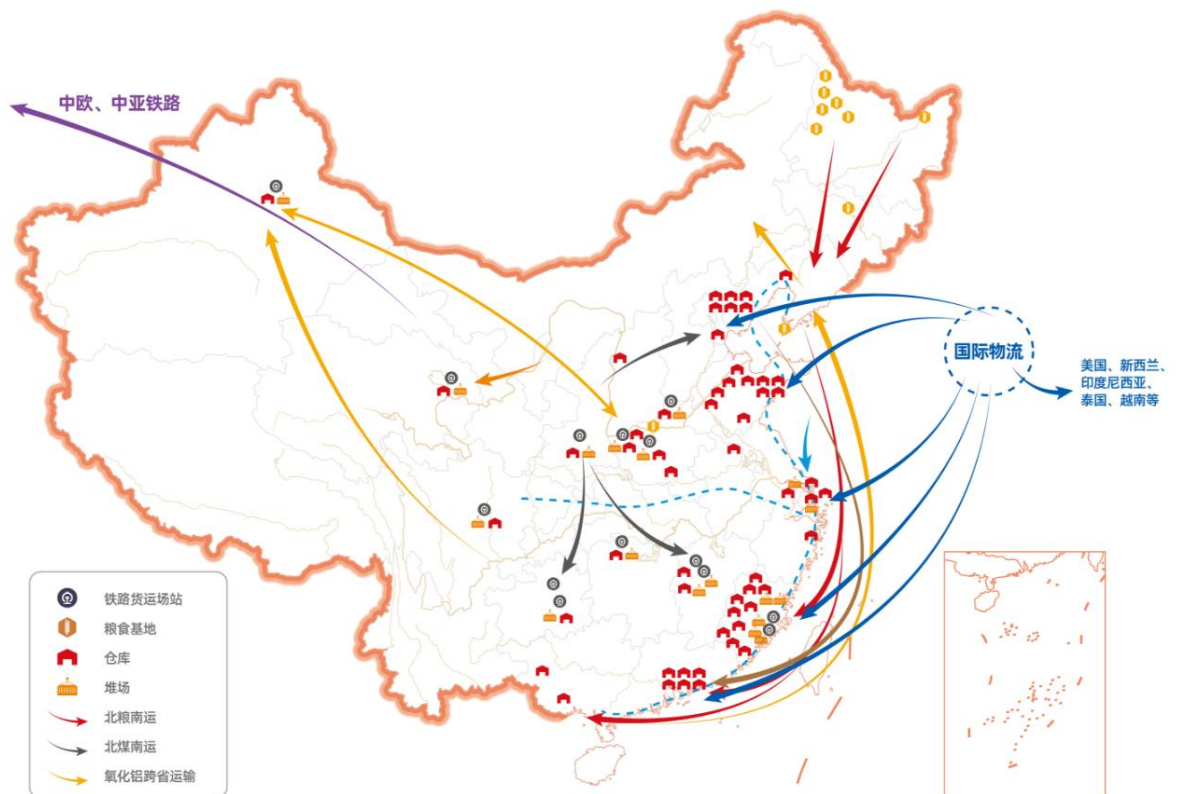 中欧、中亚铁路
国际物流
美国、新西兰、
印度尼西亚、
泰国、越南等
铁路货运场站
粮食基地
仓库
堆场
北粮南运
北煤南运
氧化铝跨省运输